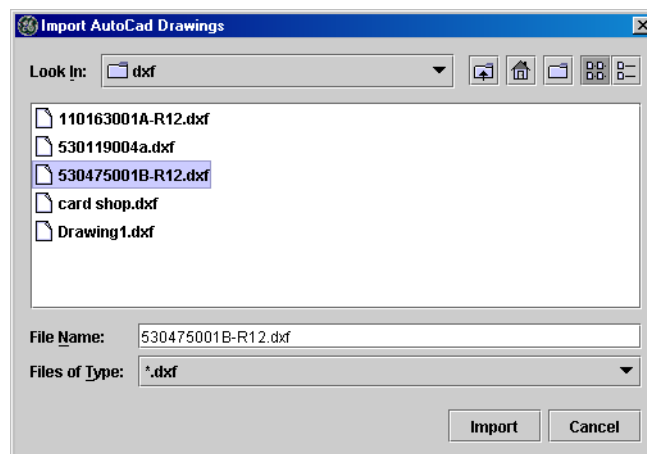 Import AutoCad Drawings
Look In: dxf
110163001A-R12.dxf
530119004a.dxf
530475001B-R12.dxf
card shop.dxf
Drawing1.dxf
File Name: 530475001B-R12.dxf
Files of Type: *.dxf
Import Cancel